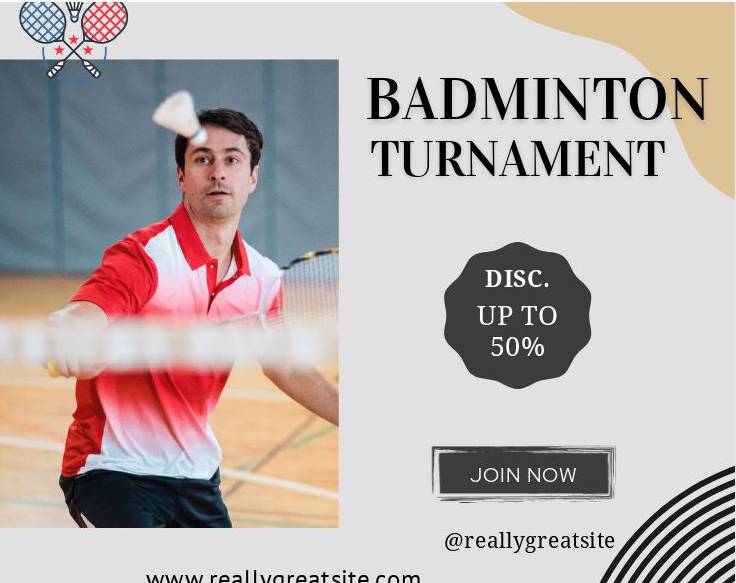 BADMINTON
TURNAMENT
DISC.
UP TO
50%
JOIN NOW
@reallygreatsite
www.reallygreatsite.com